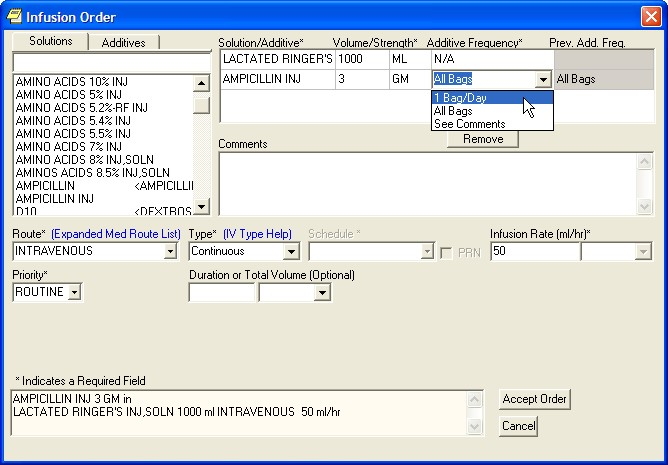 Infusion Order
Solutions Additives
AMINO ACIDS 10% INJ
AMINO ACIDS 5% INJ
AMINO ACIDS 5.2%-RF INJ
AMINO ACIDS 5.4% INJ
AMINO ACIDS 5.5% INJ
AMINO ACIDS 7% INJ
AMINO ACIDS 8% INJ,SOLN
AMINOS ACIDS 8.5% INJ,SOLN
AMPICILLIN <AMPICILLI
AMPICILLIN INJ
D10 <DEXTROS
Solution/Additive* Volume/Strength* Additive Frequency* Prev. Add. Freq.
LACTATED RINGER'S 1000 ML N/A
AMPICILLIN INJ 3 GM All Bags All Bags
1 Bag/Day
All Bags
See Comments
Remove
Comments
Route* (Expanded Med Route List) Type* (IV Type Help) Schedule * Infusion Rate (ml/hr)*
INTRAVENOUS Continuous PRN 50
Priority* Duration or Total Volume (Optional)
ROUTINE
* Indicates a Required Field
AMPICILLIN INJ 3 GM in
LACTATED RINGER'S INJ,SOLN 1000 ml INTRAVENOUS 50 ml/hr
Accept Order
Cancel